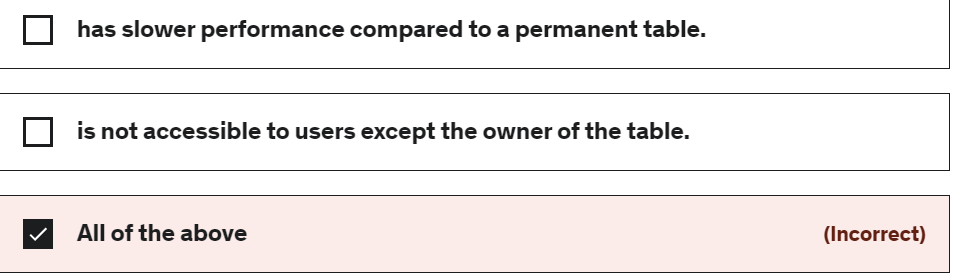 has slower performance compared to a permanent table.
is not accessible to users except the owner of the table.
All of the above
(Incorrect)